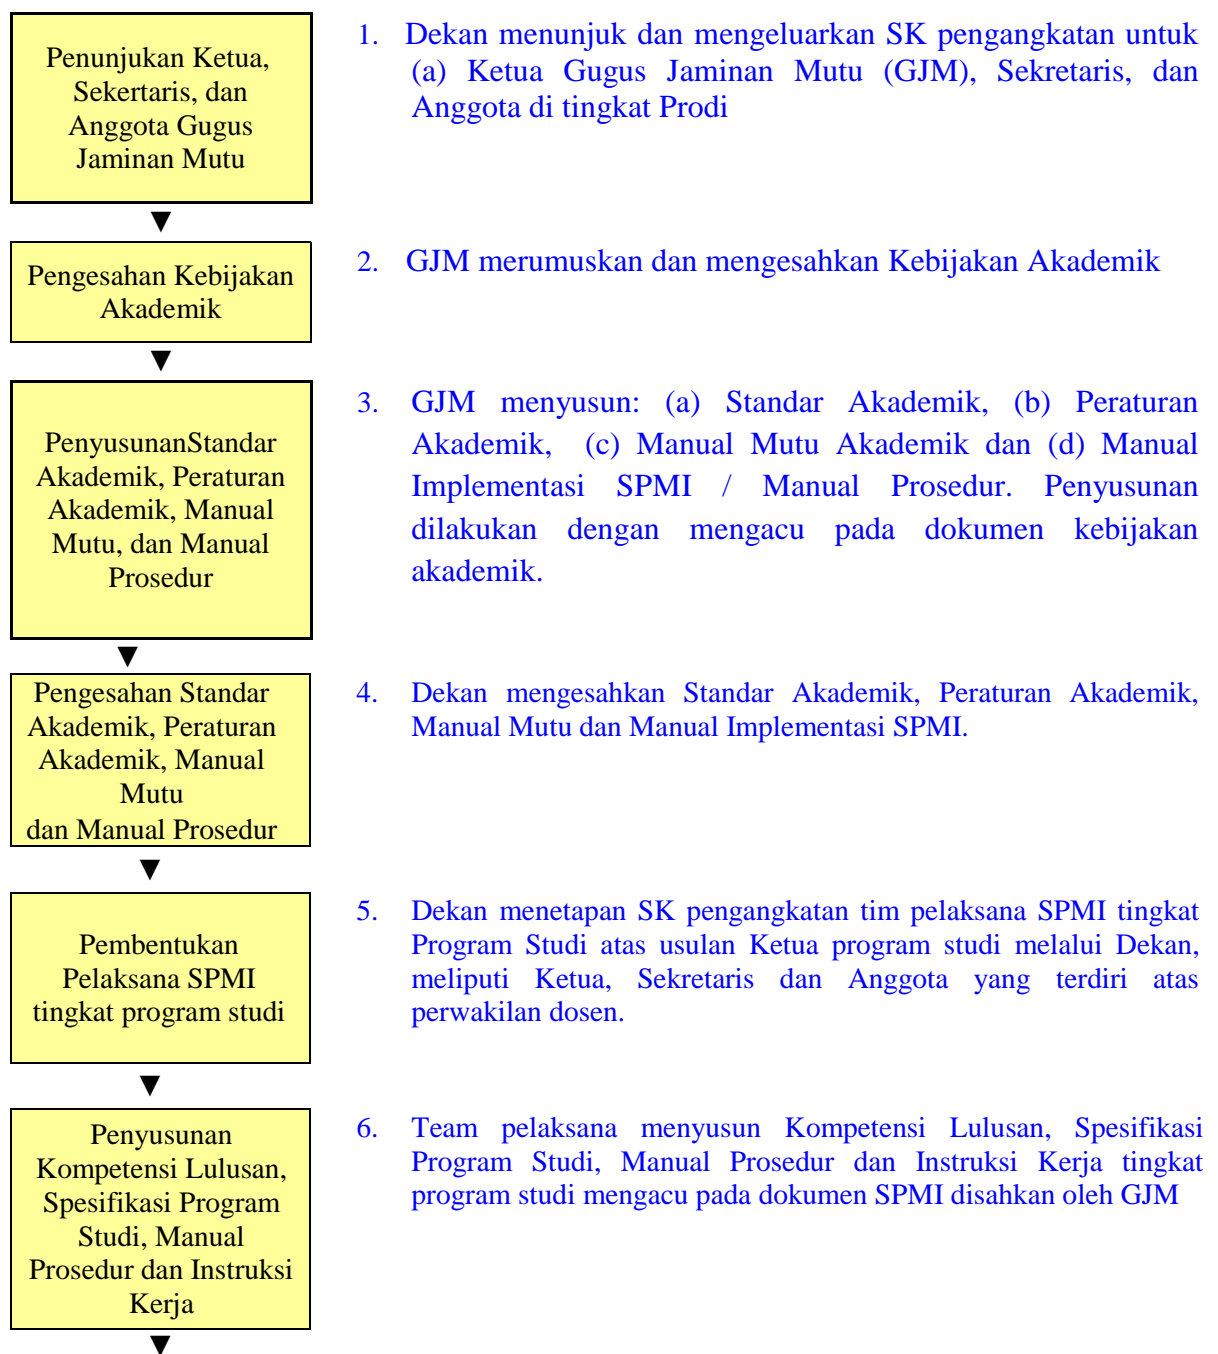 Penunjukan Ketua,
Sekertaris, dan
Anggota Gugus
Jaminan Mutu
1. Dekan menunjuk dan mengeluarkan SK pengangkatan untuk
(a) Ketua Gugus Jaminan Mutu (GJM), Sekretaris, dan
Anggota di tingkat Prodi
Pengesahan Kebijakan
Akademik
2. GJM merumuskan dan mengesahkan Kebijakan Akademik
PenyusunanStandar
Akademik, Peraturan
Akademik, Manual
Mutu, dan Manual
Prosedur
3. GJM menyusun: (a) Standar Akademik, (b) Peraturan
Akademik, (c) Manual Mutu Akademik dan (d) Manual
Implementasi SPMI / Manual Prosedur. Penyusunan
dilakukan dengan mengacu pada dokumen kebijakan
akademik.
Pengesahan Standar
Akademik, Peraturan
Akademik, Manual
Mutu
dan Manual Prosedur
4. Dekan mengesahkan Standar Akademik, Peraturan Akademik,
Manual Mutu dan Manual Implementasi SPMI.
Pembentukan
Pelaksana SPMI
tingkat program studi
5. Dekan menetapan SK pengangkatan tim pelaksana SPMI tingkat
Program Studi atas usulan Ketua program studi melalui Dekan,
meliputi Ketua, Sekretaris dan Anggota yang terdiri atas
perwakilan dosen.
Penyusunan
Kompetensi Lulusan,
Spesifikasi Program
Studi, Manual
Prosedur dan Instruksi
Kerja
6. Team pelaksana menyusun Kompetensi Lulusan, Spesifikasi
Program Studi, Manual Prosedur dan Instruksi Kerja tingkat
program studi mengacu pada dokumen SPMI disahkan oleh GJM